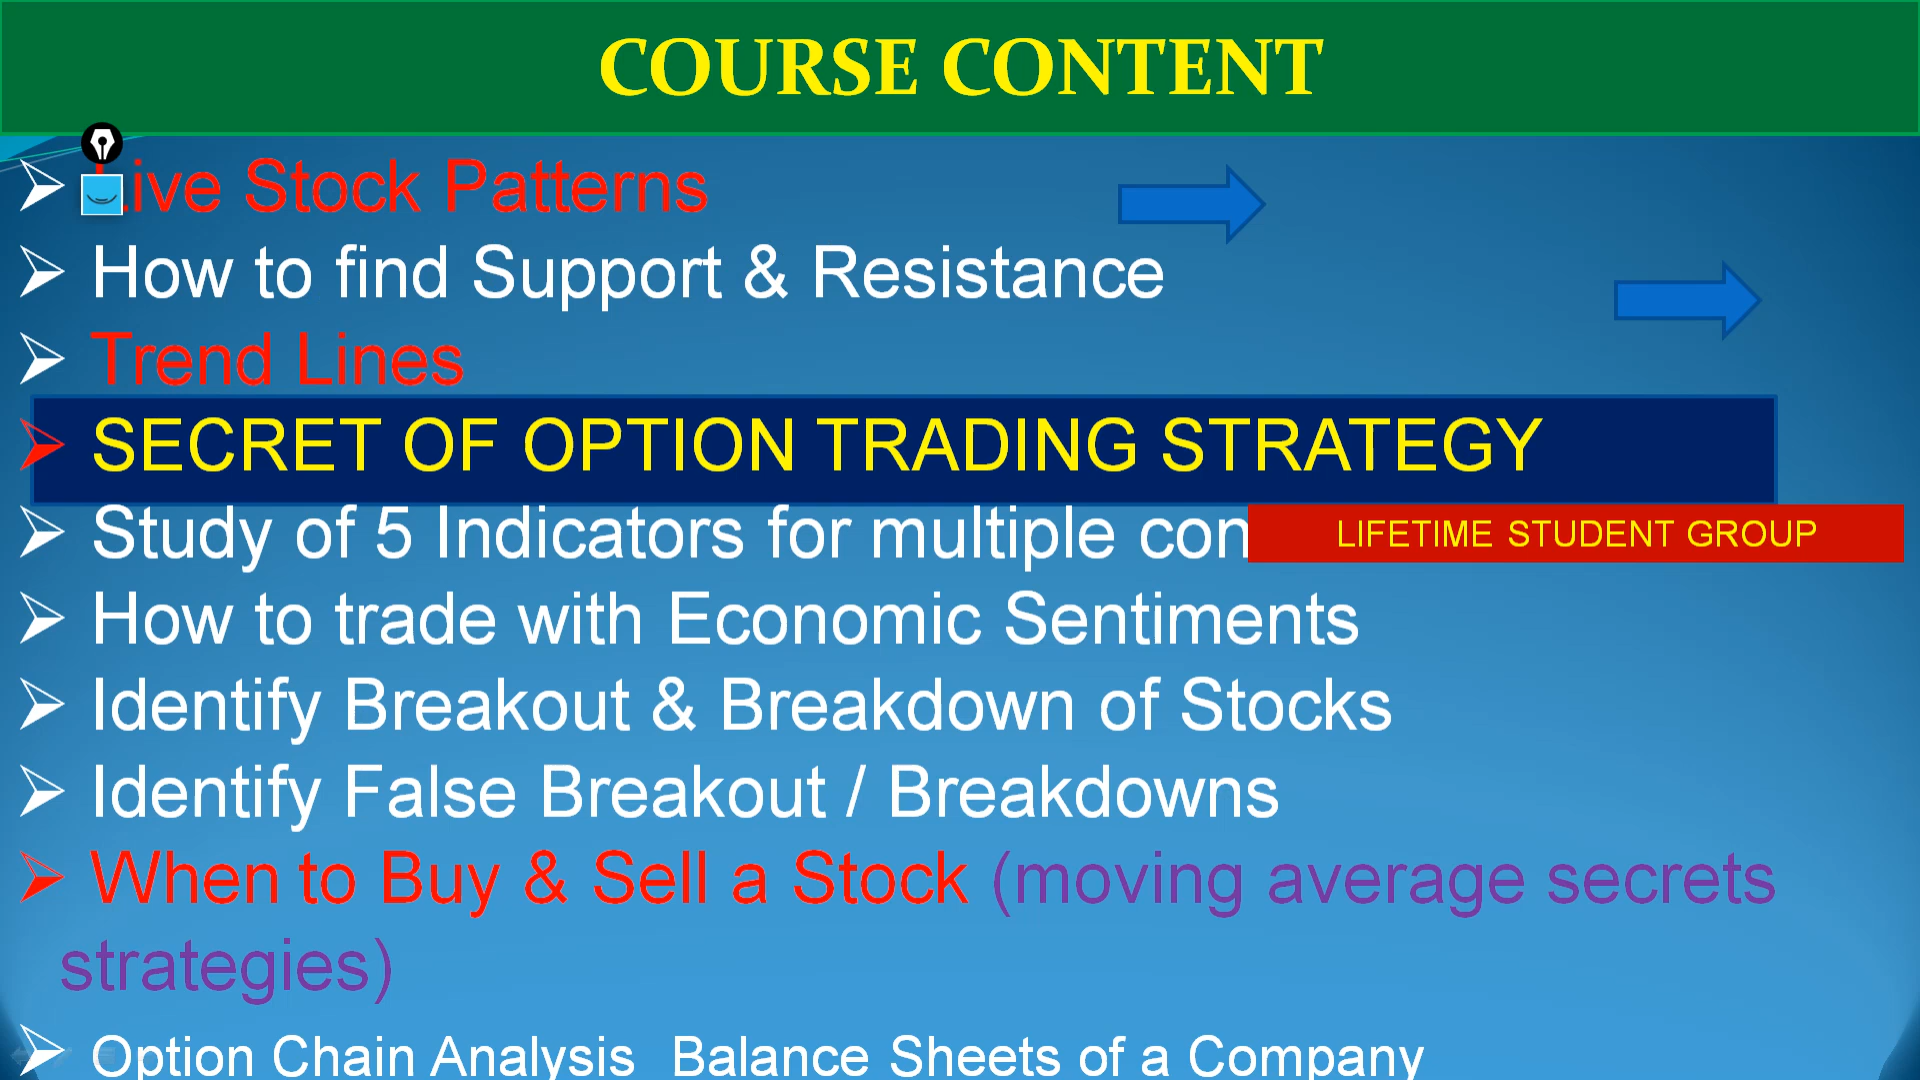 COURSE CONTENT
Live Stock Patterns
How to find Support & Resistance
Trend Lines
SECRET OF OPTION TRADING STRATEGY
Study of 5 Indicators for multiple con
LIFETIME STUDENT GROUP
How to trade with Economic Sentiments
Identify Breakout & Breakdown of Stocks
Identify False Breakout / Breakdowns
When to Buy & Sell a Stock (moving average secrets
strategies)
Option Chain Analysis Balance Sheets of a Company